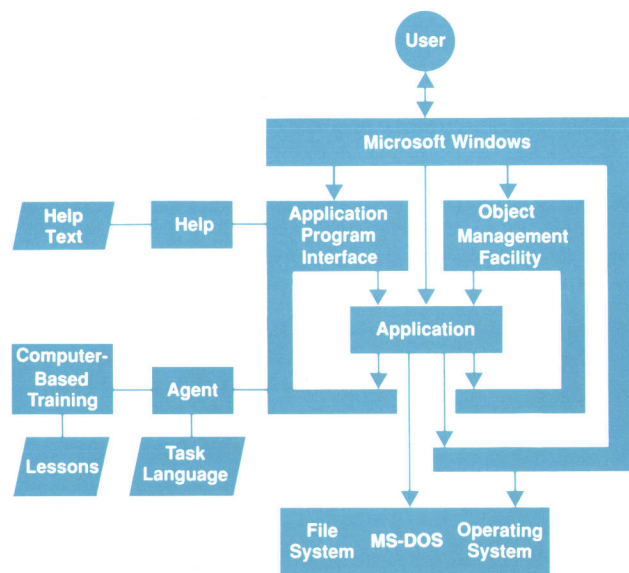 User
Microsoft Windows
Help
Text
Help
Application
Program
Interface
Object
Management
Facility
Application
Computer-
Based
Training
Agent
Lessons
Task
Language
File
System
MS-DOS
Operating
System